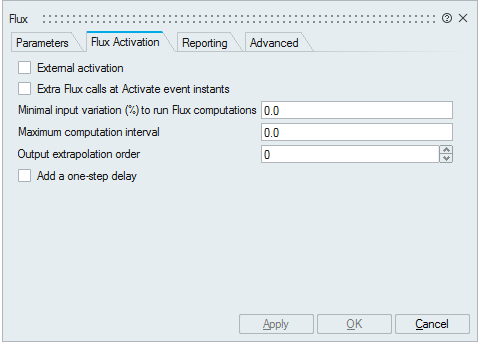 Flux
Parameters Flux Activation Reporting Advanced
External activation
Extra Flux calls at Activate event instants
Minimal input variation (%) to run Flux computations 0.0
Maximum computation interval 0.0
Output extrapolation order 0
Add a one-step delay
Apply OK Cancel